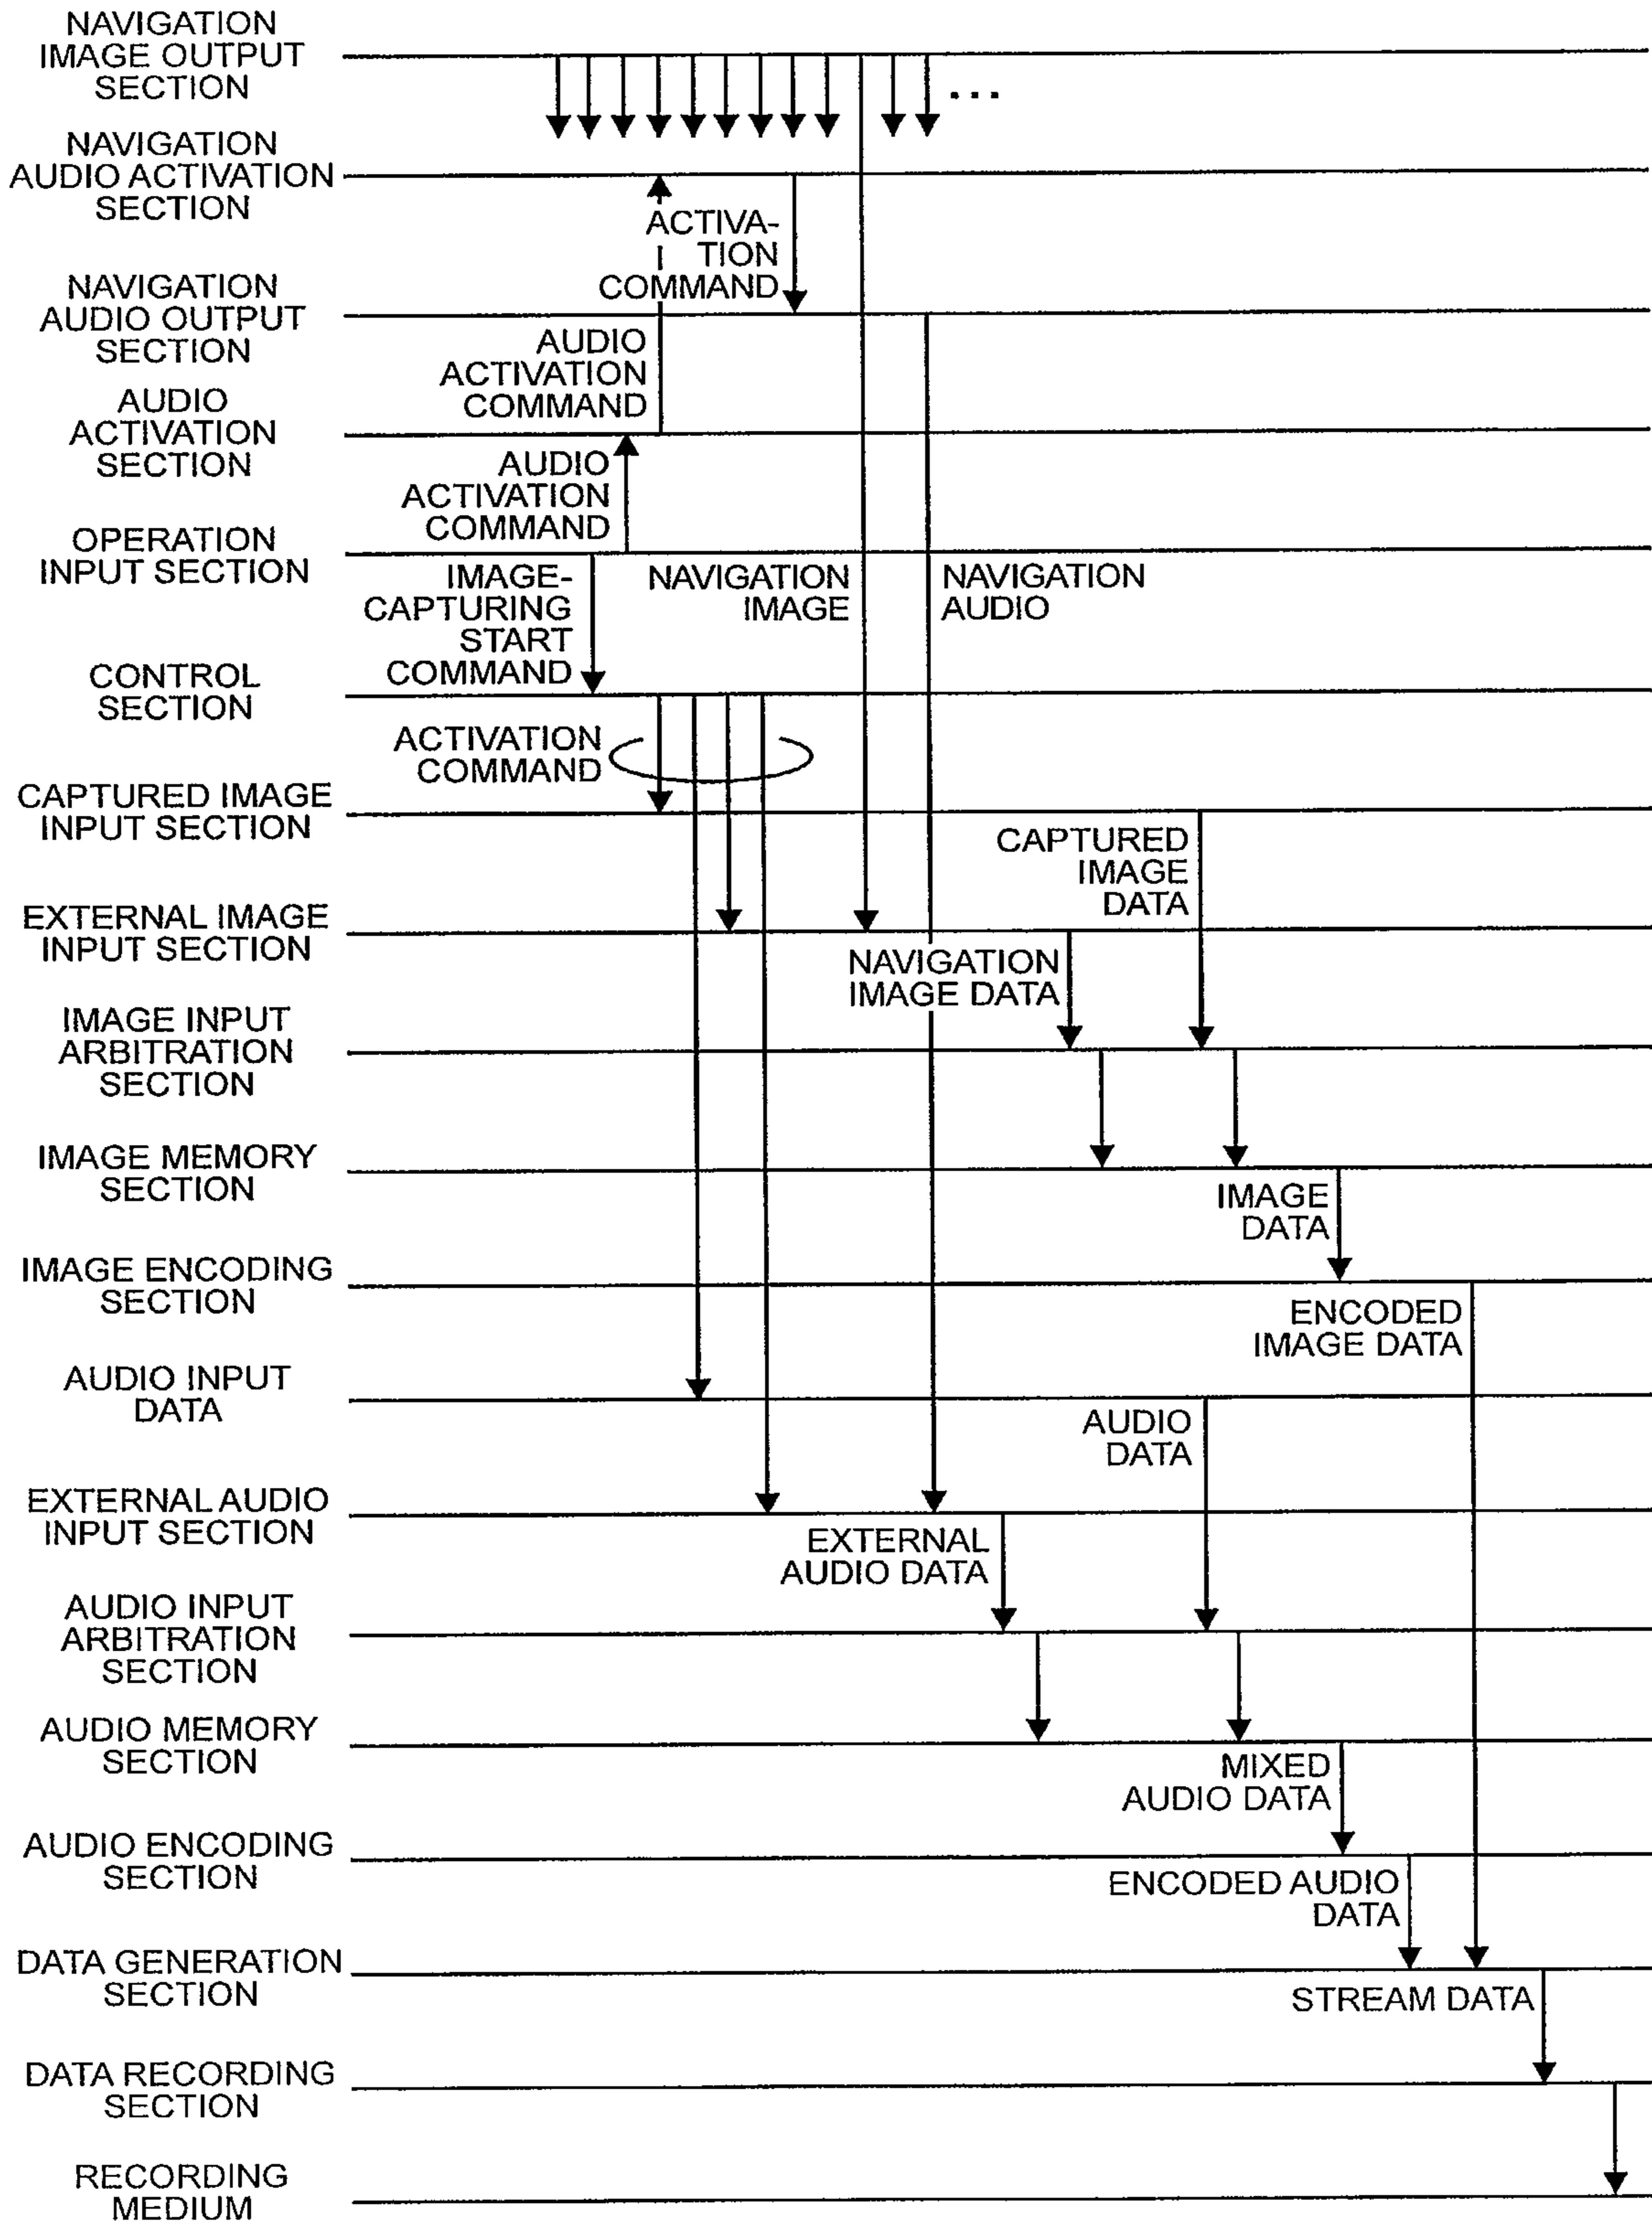 NAVIGATION
IMAGE OUTPUT
SECTION
...
NAVIGATION
AUDIO ACTIVATION
SECTION
ACTIVA-
TION
COMMAND
NAVIGATION
AUDIO OUTPUT
SECTION
AUDIO
ACTIVATION
COMMAND
AUDIO
ACTIVATION
SECTION
AUDIO
ACTIVATION
COMMAND
OPERATION
INPUT SECTION
IMAGE-
CAPTURING
START
COMMAND
NAVIGATION
IMAGE
NAVIGATION
AUDIO
CONTROL
SECTION
ACTIVATION
COMMAND
CAPTURED IMAGE
INPUT SECTION
CAPTURED
IMAGE
DATA
EXTERNAL IMAGE
INPUT SECTION
NAVIGATION
IMAGE DATA
IMAGE INPUT
ARBITRATION
SECTION
IMAGE MEMORY
SECTION
IMAGE
DATA
IMAGE ENCODING
SECTION
ENCODED
IMAGE DATA
AUDIO INPUT
DATA
AUDIO
DATA
EXTERNAL AUDIO
INPUT SECTION
EXTERNAL
AUDIO DATA
AUDIO INPUT
ARBITRATION
SECTION
AUDIO MEMORY
SECTION
MIXED
AUDIO DATA
AUDIO ENCODING
SECTION
ENCODED AUDIO
DATA
DATA GENERATION
SECTION
STREAM DATA
DATA RECORDING
SECTION
RECORDING
MEDIUM